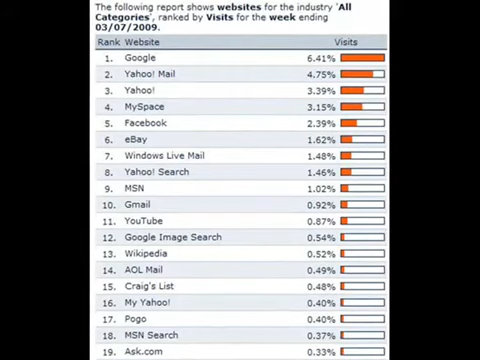 The following report shows websites for the industry 'All
Categories', ranked by Visits for the week ending
03/07/2009.
Rank Website Visits
1. Google 6.41%
2. Yahoo! Mail 4.75%
3. Yahoo! 3.39%
4. MySpace 3.15%
5. Facebook 2.39%
6. eBay 1.62%
7. Windows Live Mail 1.48%
8. Yahoo! Search 1.46%
9. MSN 1.02%
10. Gmail 0.92%
11. YouTube 0.87%
12. Google Image Search 0.54%
13. Wikipedia 0.52%
14. AOL Mail 0.49%
15. Craig's List 0.48%
16. My Yahoo! 0.40%
17. Pogo 0.40%
18. MSN Search 0.37%
19. Ask.com 0.33%